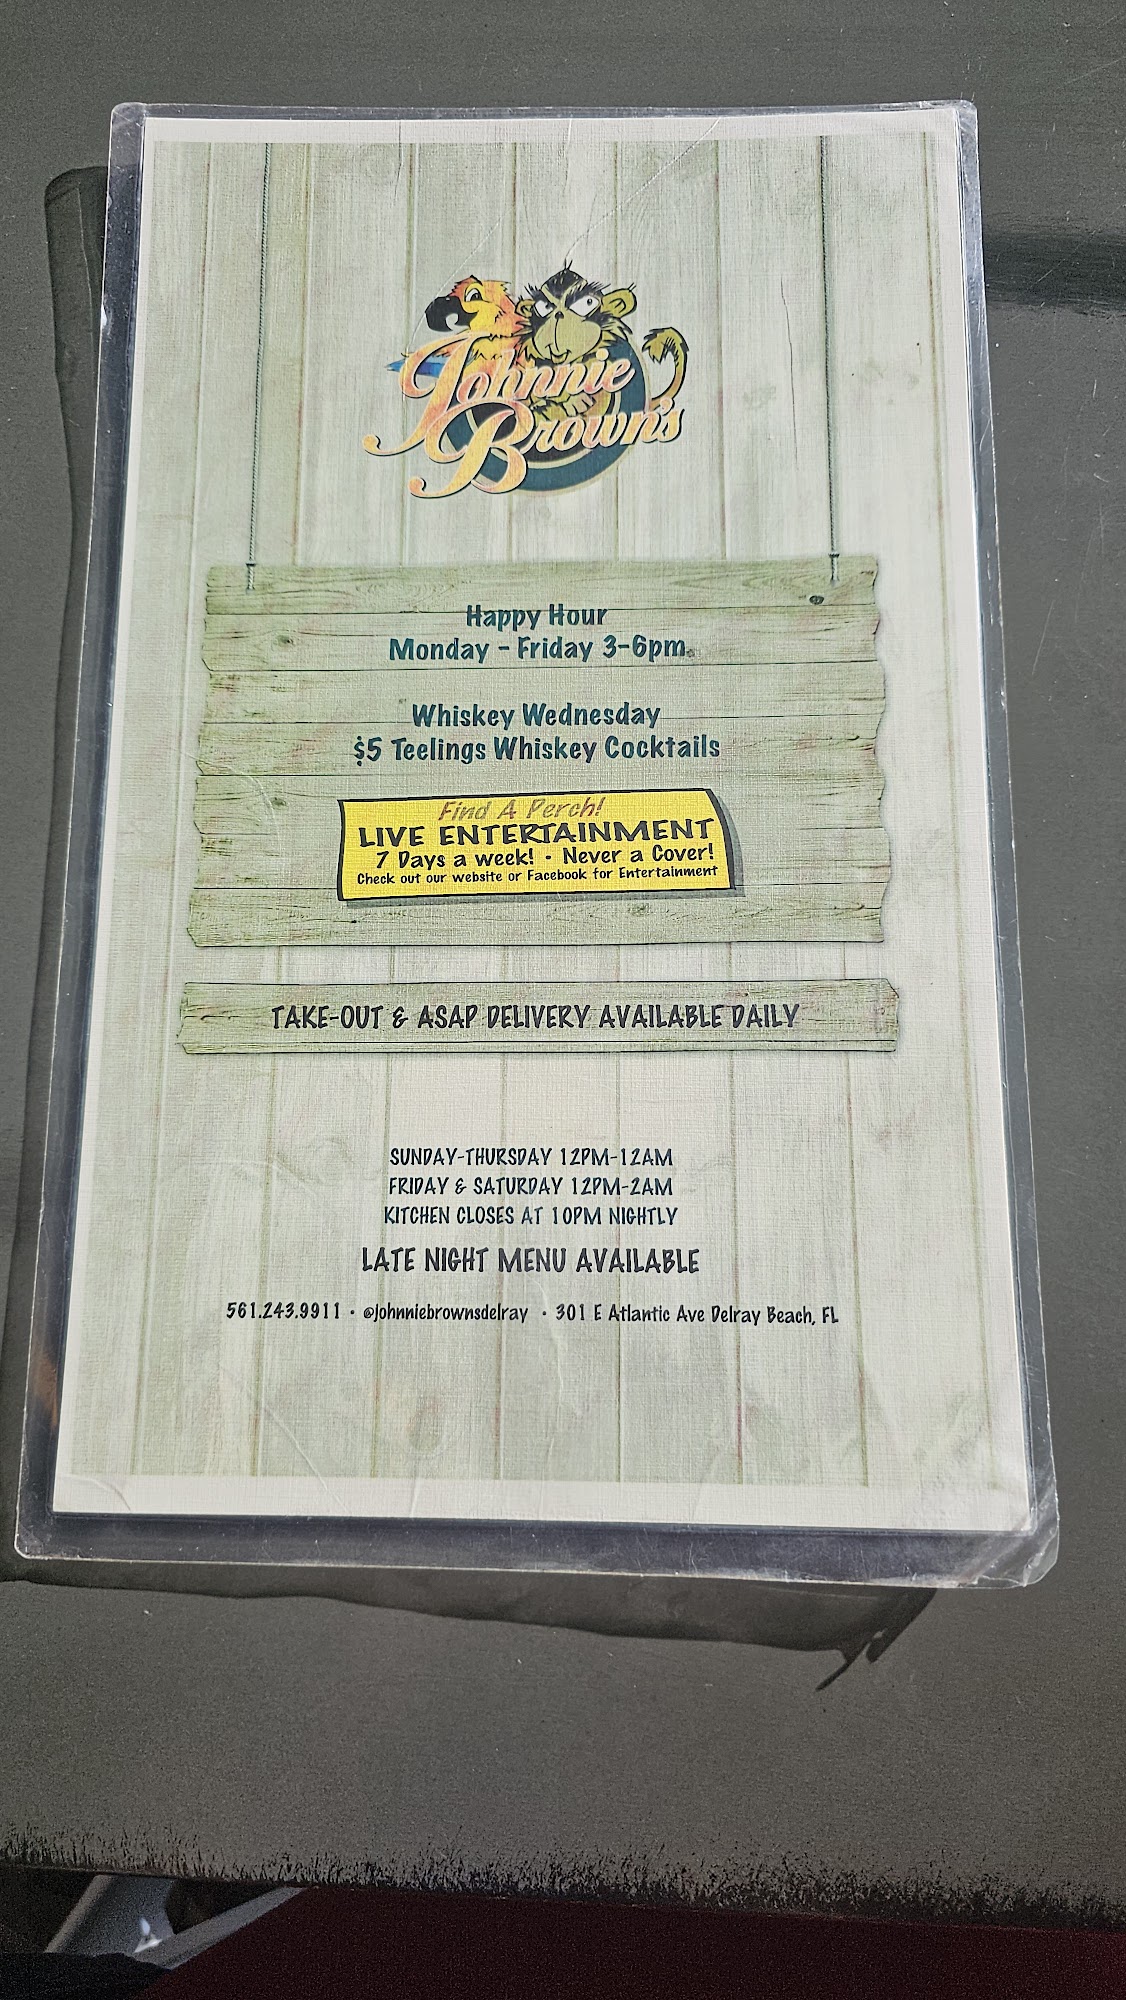 Johnnie
Brown's
Happy Hour
Monday - Friday 3-6pm
Whiskey Wednesday
$5 Teelings Whiskey Cocktails
Find A Perch!
LIVE ENTERTAINMENT
7 Days a week! • Never a Cover!
Check out our website or Facebook for Entertainment
TAKE-OUT & ASAP DELIVERY AVAILABLE DAILY
SUNDAY-THURSDAY 12PM-12AM
FRIDAY & SATURDAY 12PM-2AM
KITCHEN CLOSES AT 10PM NIGHTLY
LATE NIGHT MENU AVAILABLE
561.243.9911 • @johnniebrownsdelray • 301 E Atlantic Ave Delray Beach, FL